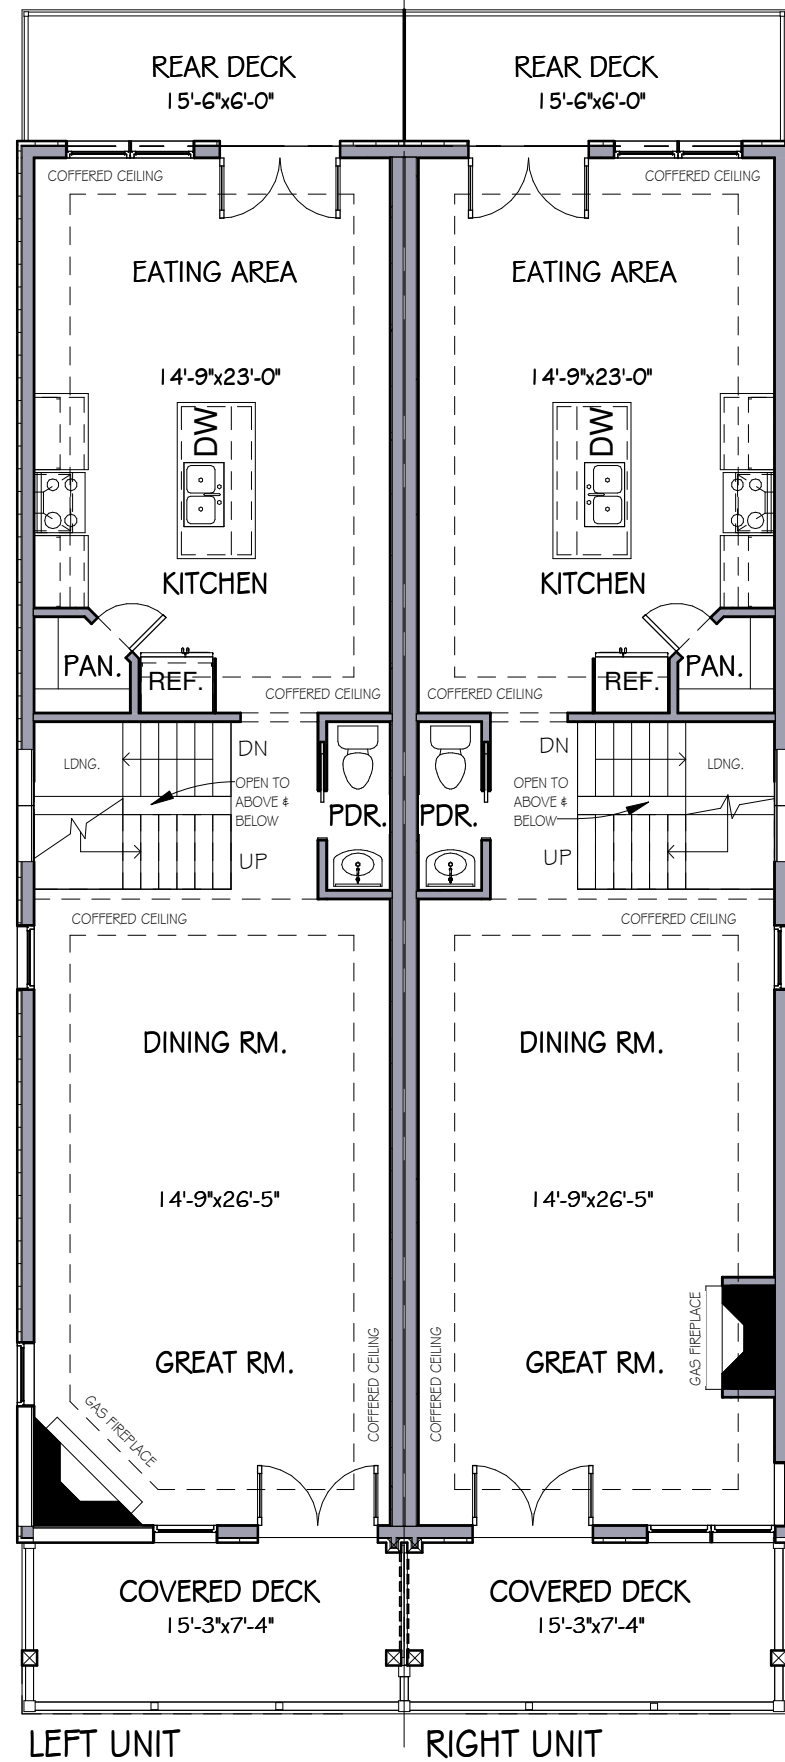 REAR DECK
15'-6"x6'-0"
REAR DECK
15'-6"x6'-0"
COFFERED CEILING
COFFERED CEILING
EATING AREA
EATING AREA
14'-9"x23'-0"
14'-9"x23'-0"
DW
DW
KITCHEN
KITCHEN
PAN.
REF.
REF.
PAN.
COFFERED CEILING
COFFERED CEILING
DN
DN
LDNG.
LDNG.
OPEN TO
ABOVE &
BELOW
OPEN TO
ABOVE &
BELOW
PDR.
PDR.
UP
UP
COFFERED CEILING
COFFERED CEILING
DINING RM.
DINING RM.
14'-9"x26'-5"
14'-9"x26'-5"
GAS FIREPLACE
COFFERED CEILING
COFFERED CEILING
GREAT RM.
GREAT RM.
GAS FIREPLACE
COVERED DECK
15'-3"x7'-4"
COVERED DECK
15'-3"x7'-4"
LEFT UNIT
RIGHT UNIT